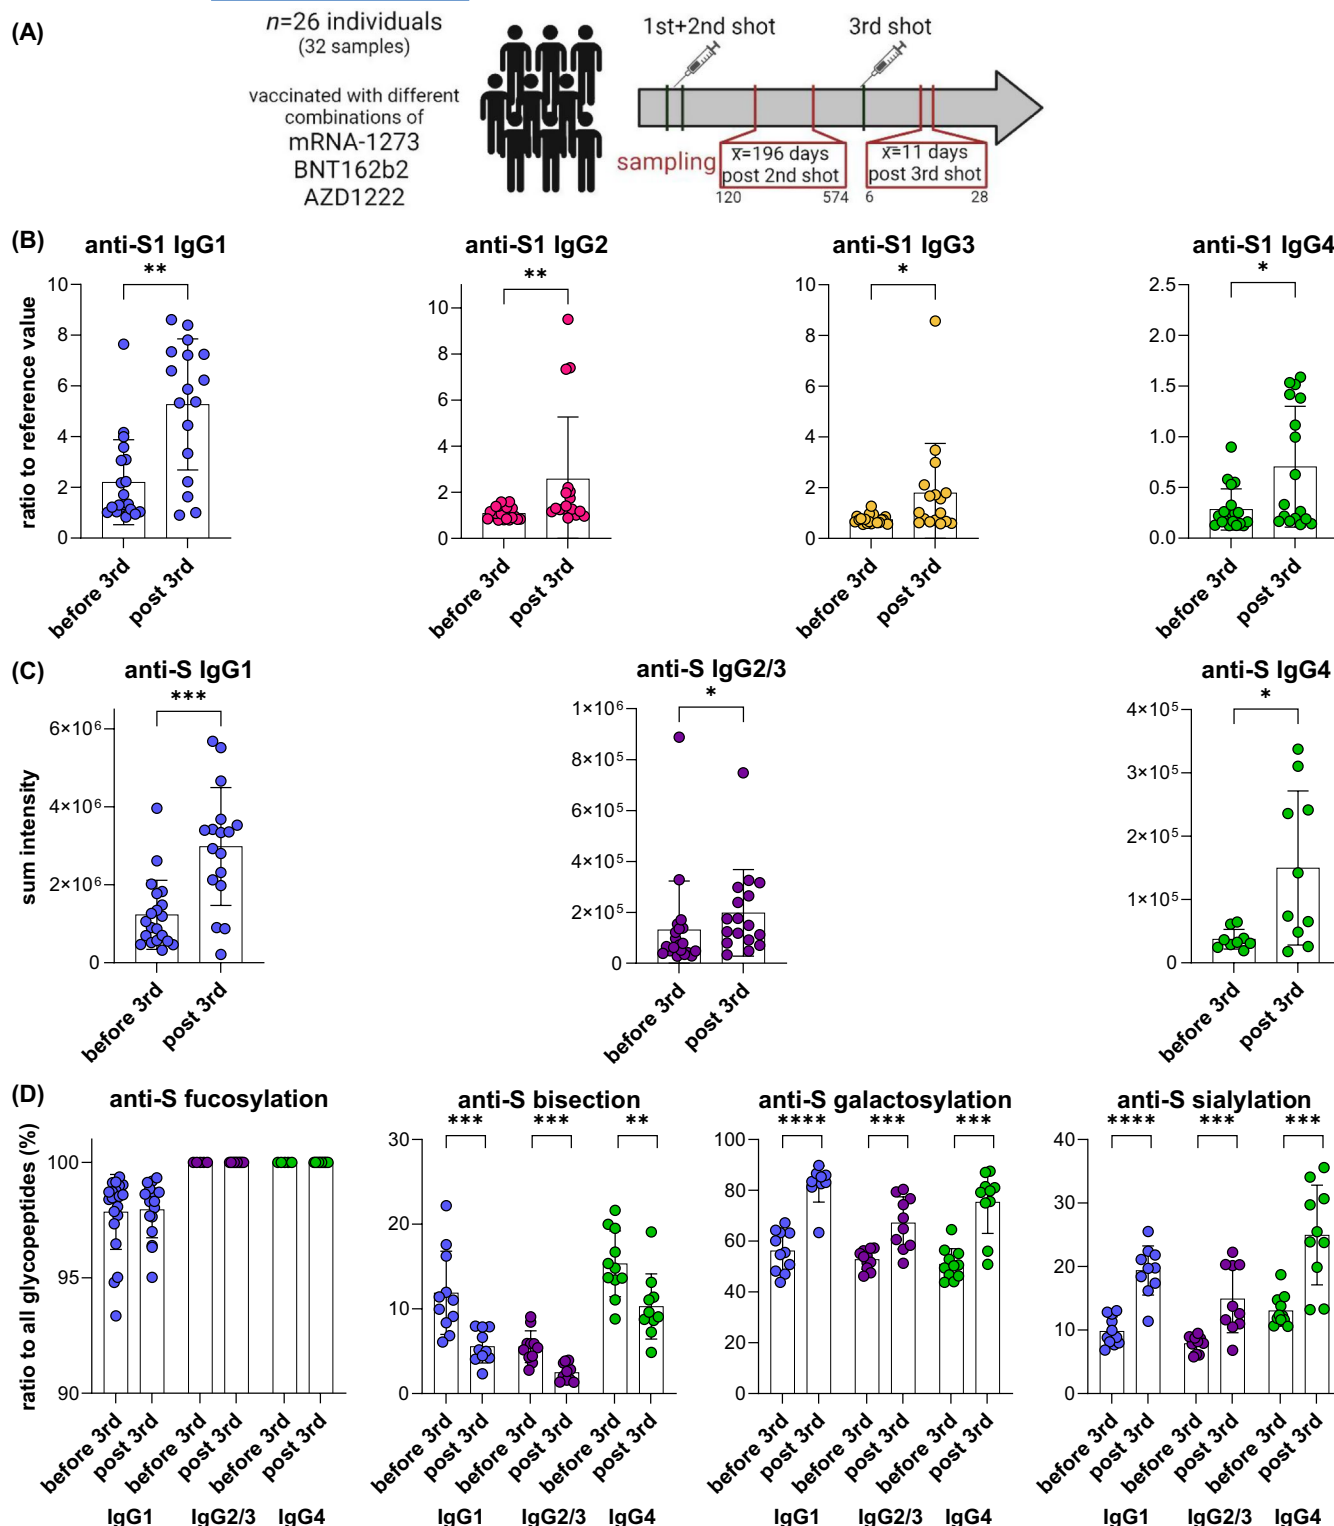 (A)
n=26 individuals
(32 samples)
vaccinated with different
combinations of
mRNA-1273
BNT162b2
AZD1222
1st+2nd shot
3rd shot
sampling
x̄=196 days
post 2nd shot
120
574
x̄=11 days
post 3rd shot
6
28
(B)
anti-S1 IgG1
**
ratio to reference value
10
8
6
4
2
0
before 3rd
post 3rd
anti-S1 IgG2
**
10
8
6
4
2
0
before 3rd
post 3rd
anti-S1 IgG3
*
10
8
6
4
2
0
before 3rd
post 3rd
anti-S1 IgG4
*
2.5
2.0
1.5
1.0
0.5
0.0
before 3rd
post 3rd
(C)
anti-S IgG1
***
sum intensity
6×10⁶
4×10⁶
2×10⁶
0
before 3rd
post 3rd
anti-S IgG2/3
*
1×10⁶
8×10⁵
6×10⁵
4×10⁵
2×10⁵
0
before 3rd
post 3rd
anti-S IgG4
*
4×10⁵
3×10⁵
2×10⁵
1×10⁵
0
before 3rd
post 3rd
(D)
anti-S fucosylation
ratio to all glycopeptides (%)
100
95
90
before 3rd
post 3rd
before 3rd
post 3rd
before 3rd
post 3rd
IgG1
IgG2/3
IgG4
anti-S bisection
*** *** **
30
20
10
0
before 3rd
post 3rd
before 3rd
post 3rd
before 3rd
post 3rd
IgG1
IgG2/3
IgG4
anti-S galactosylation
**** *** ***
100
80
60
40
20
0
before 3rd
post 3rd
before 3rd
post 3rd
before 3rd
post 3rd
IgG1
IgG2/3
IgG4
anti-S sialylation
**** *** ***
40
30
20
10
0
before 3rd
post 3rd
before 3rd
post 3rd
before 3rd
post 3rd
IgG1
IgG2/3
IgG4